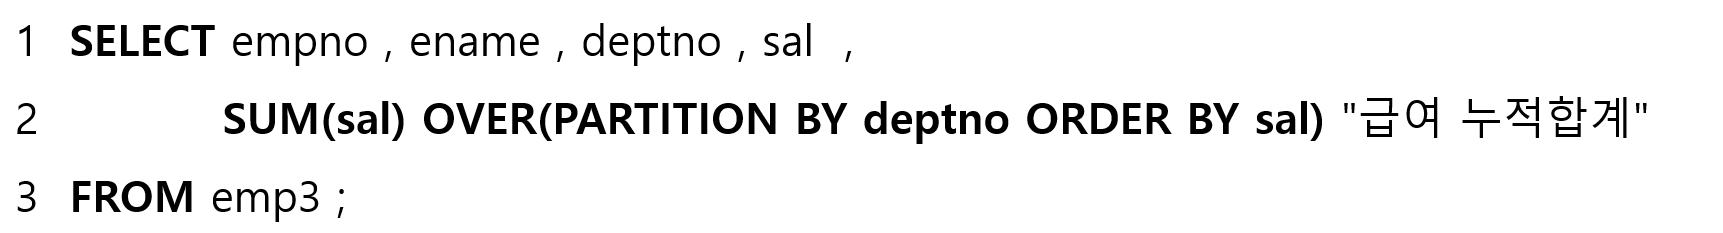 1 SELECT empno , ename , deptno , sal ,
2 SUM(sal) OVER(PARTITION BY deptno ORDER BY sal) "급여 누적합계"
3 FROM emp3 ;